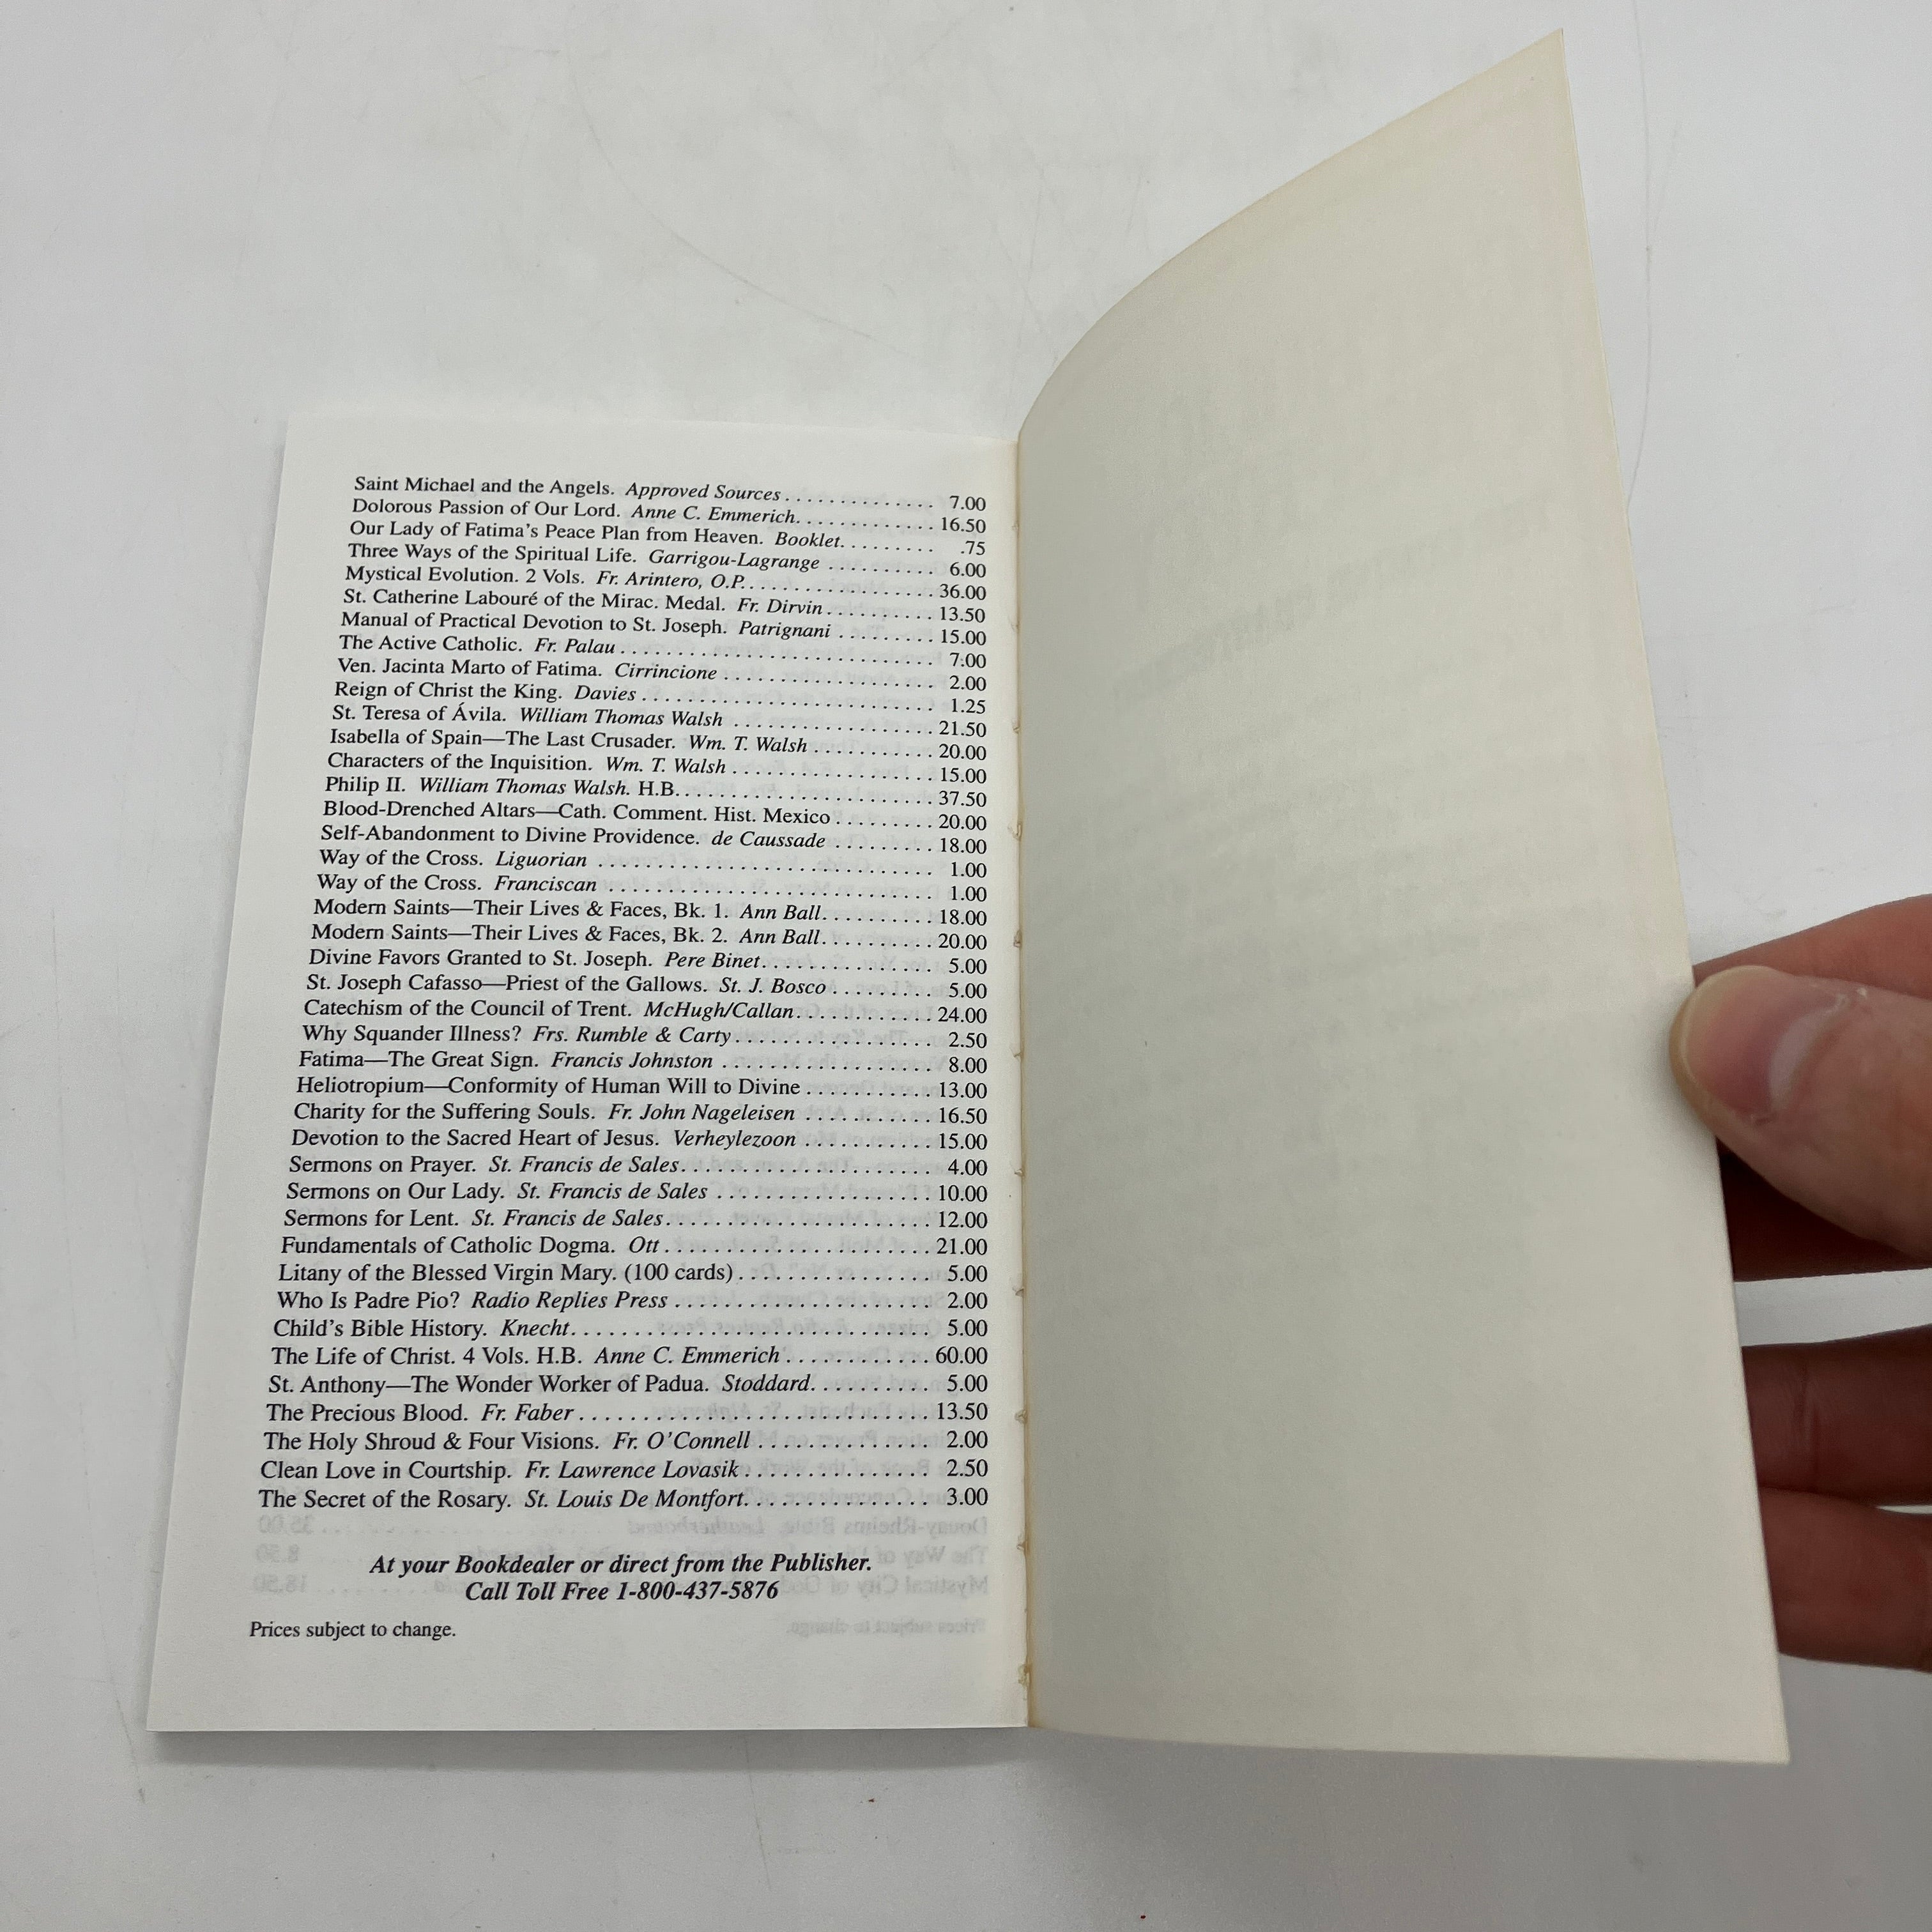 Saint Michael and the Angels. Approved Sources.............. 7.00
Dolorous Passion of Our Lord. Anne C. Emmerich............. 16.50
Our Lady of Fatima's Peace Plan from Heaven. Booklet......... .75
Three Ways of the Spiritual Life. Garrigou-Lagrange .......... 6.00
Mystical Evolution. 2 Vols. Fr. Arintero, O.P.................. 36.00
St. Catherine Labouré of the Mirac. Medal. Fr. Dirvin.......... 13.50
Manual of Practical Devotion to St. Joseph. Patrignani ......... 15.00
The Active Catholic. Fr. Palau ............................. 7.00
Ven. Jacinta Marto of Fatima. Cirrincione .................... 2.00
Reign of Christ the King. Davies ........................... 1.25
St. Teresa of Ávila. William Thomas Walsh ................... 21.50
Isabella of Spain—The Last Crusader. Wm. T. Walsh ........... 20.00
Characters of the Inquisition. Wm. T. Walsh ................... 15.00
Philip II. William Thomas Walsh. H.B........................ 37.50
Blood-Drenched Altars—Cath. Comment. Hist. Mexico ......... 20.00
Self-Abandonment to Divine Providence. de Caussade ......... 18.00
Way of the Cross. Liguorian ............................... 1.00
Way of the Cross. Franciscan .............................. 1.00
Modern Saints—Their Lives & Faces, Bk. 1. Ann Ball.......... 18.00
Modern Saints—Their Lives & Faces, Bk. 2. Ann Ball.......... 20.00
Divine Favors Granted to St. Joseph. Pere Binet................ 5.00
St. Joseph Cafasso—Priest of the Gallows. St. J. Bosco ......... 5.00
Catechism of the Council of Trent. McHugh/Callan............. 24.00
Why Squander Illness? Frs. Rumble & Carty.................. 2.50
Fatima—The Great Sign. Francis Johnston ................... 8.00
Heliotropium—Conformity of Human Will to Divine ........... 13.00
Charity for the Suffering Souls. Fr. John Nageleisen ........... 16.50
Devotion to the Sacred Heart of Jesus. Verheylezoon ........... 15.00
Sermons on Prayer. St. Francis de Sales...................... 4.00
Sermons on Our Lady. St. Francis de Sales ................... 10.00
Sermons for Lent. St. Francis de Sales....................... 12.00
Fundamentals of Catholic Dogma. Ott ....................... 21.00
Litany of the Blessed Virgin Mary. (100 cards)................ 5.00
Who Is Padre Pio? Radio Replies Press ...................... 2.00
Child's Bible History. Knecht............................... 5.00
The Life of Christ. 4 Vols. H.B. Anne C. Emmerich ............ 60.00
St. Anthony—The Wonder Worker of Padua. Stoddard.......... 5.00
The Precious Blood. Fr. Faber.............................. 13.50
The Holy Shroud & Four Visions. Fr. O'Connell .............. 2.00
Clean Love in Courtship. Fr. Lawrence Lovasik ............... 2.50
The Secret of the Rosary. St. Louis De Montfort............... 3.00
At your Bookdealer or direct from the Publisher.
Call Toll Free 1-800-437-5876
Prices subject to change.